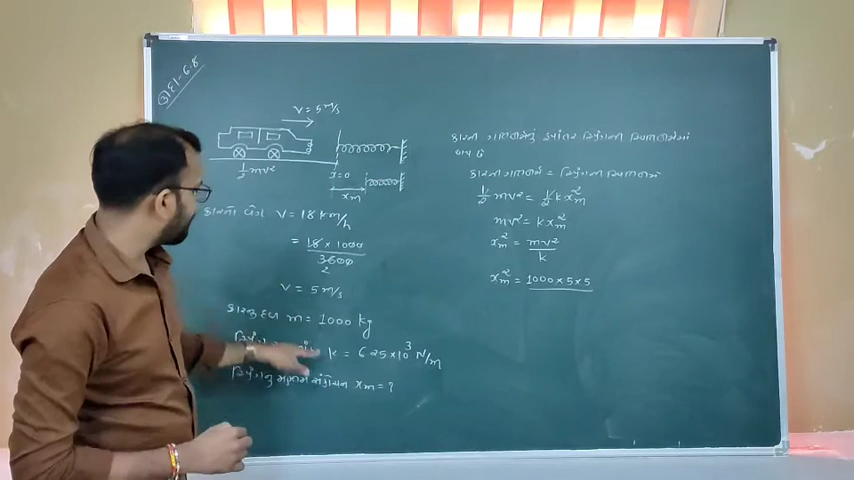 ઉદા-6.8
v = 5 m/s
½ mv²
x=0
xm
કારનો વેગ v = 18 km/h
= 18 × 1000
3600
2
v = 5 m/s
કારનું દળ m = 1000 kg
k = 6.25×10³ N/m
સ્પ્રિંગનું મહત્તમ સંકોચન xm = ?
કારની ગતિઊર્જાનું રૂપાંતર સ્પ્રિંગની સ્થિતિઊર્જામાં
થાય છે
કારની ગતિઊર્જા = સ્પ્રિંગની સ્થિતિઊર્જા
½ mv² = ½ kxm²
mv² = kxm²
xm² = mv²
k
xm² = 1000×5×5